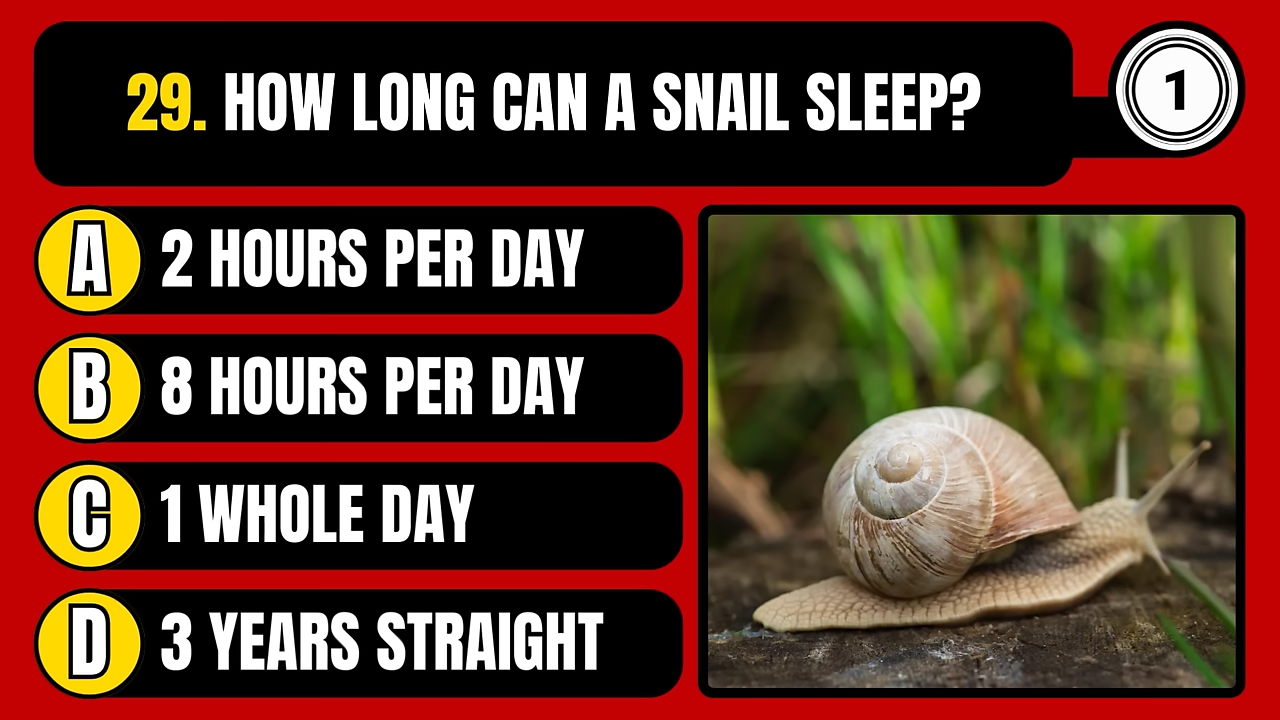 29. HOW LONG CAN A SNAIL SLEEP?
1
A
2 HOURS PER DAY
B
8 HOURS PER DAY
C
1 WHOLE DAY
D
3 YEARS STRAIGHT